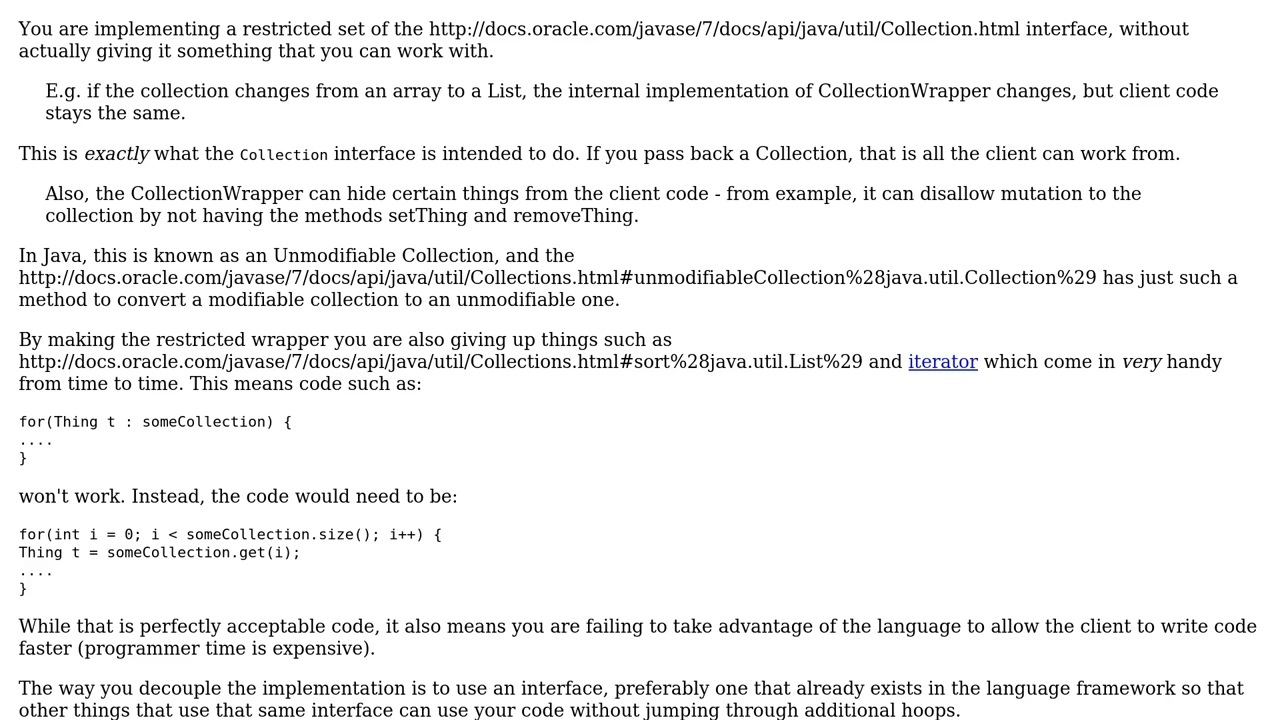 You are implementing a restricted set of the http://docs.oracle.com/javase/7/docs/api/java/util/Collection.html interface, without
actually giving it something that you can work with.
E.g. if the collection changes from an array to a List, the internal implementation of CollectionWrapper changes, but client code
stays the same.
This is exactly what the Collection interface is intended to do. If you pass back a Collection, that is all the client can work from.
Also, the CollectionWrapper can hide certain things from the client code - from example, it can disallow mutation to the
collection by not having the methods setThing and removeThing.
In Java, this is known as an Unmodifiable Collection, and the
http://docs.oracle.com/javase/7/docs/api/java/util/Collections.html#unmodifiableCollection%28java.util.Collection%29 has just such a
method to convert a modifiable collection to an unmodifiable one.
By making the restricted wrapper you are also giving up things such as
http://docs.oracle.com/javase/7/docs/api/java/util/Collections.html#sort%28java.util.List%29 and iterator which come in very handy
from time to time. This means code such as:
for(Thing t : someCollection) {
....
}
won't work. Instead, the code would need to be:
for(int i = 0; i < someCollection.size(); i++) {
Thing t = someCollection.get(i);
....
}
While that is perfectly acceptable code, it also means you are failing to take advantage of the language to allow the client to write code
faster (programmer time is expensive).
The way you decouple the implementation is to use an interface, preferably one that already exists in the language framework so that
other things that use that same interface can use your code without jumping through additional hoops.